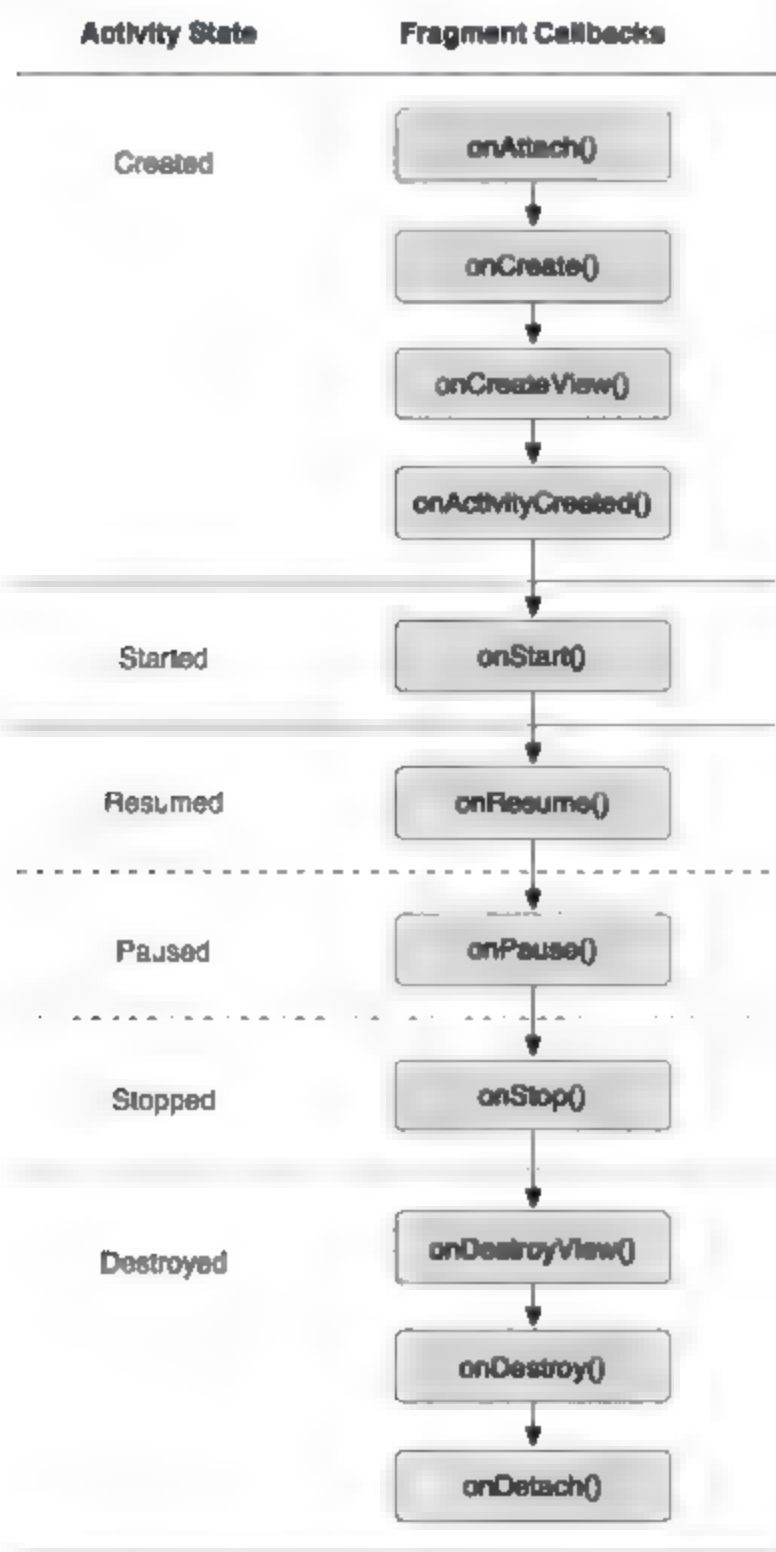 Activity State Fragment Callbacks
Created
onAttach()
onCreate()
onCreateView()
onActivityCreated()
Started
onStart()
Resumed
onResume()
Paused
onPause()
Stopped
onStop()
Destroyed
onDestroyView()
onDestroy()
onDetach()